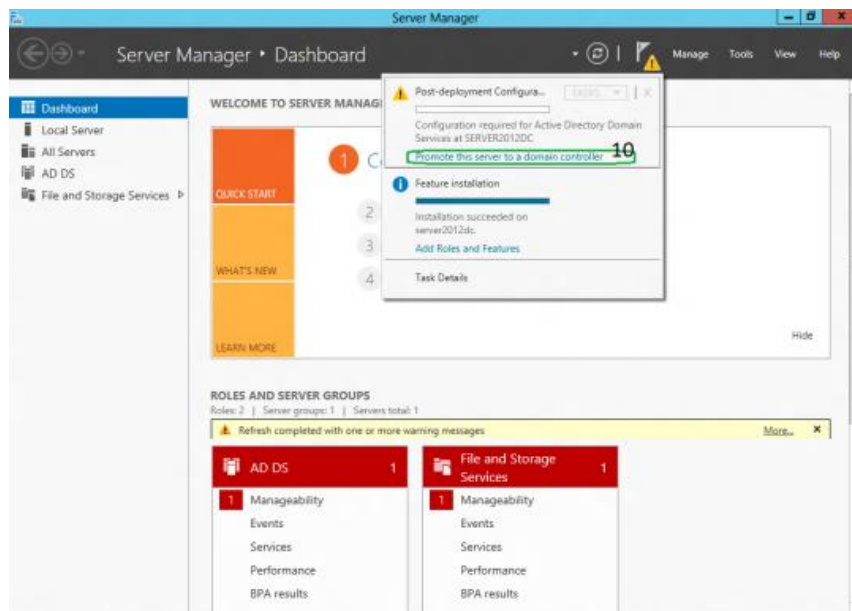 Server Manager
Server Manager • Dashboard
Manage Tools View Help
Dashboard
Local Server
All Servers
AD DS
File and Storage Services
WELCOME TO SERVER MANAG
QUICK START
WHAT'S NEW
LEARN MORE
1
2
3
4
Post-deployment Configura...
TASKS
Configuration required for Active Directory Domain
Services at SERVER2012DC
Promote this server to a domain controller 10
Feature installation
Installation succeeded on
server2012dc.
Add Roles and Features
Task Details
Hide
ROLES AND SERVER GROUPS
Roles: 2 | Server groups: 1 | Servers total: 1
Refresh completed with one or more warning messages More...
AD DS 1
1 Manageability
Events
Services
Performance
BPA results
File and Storage
Services 1
1 Manageability
Events
Services
Performance
BPA results